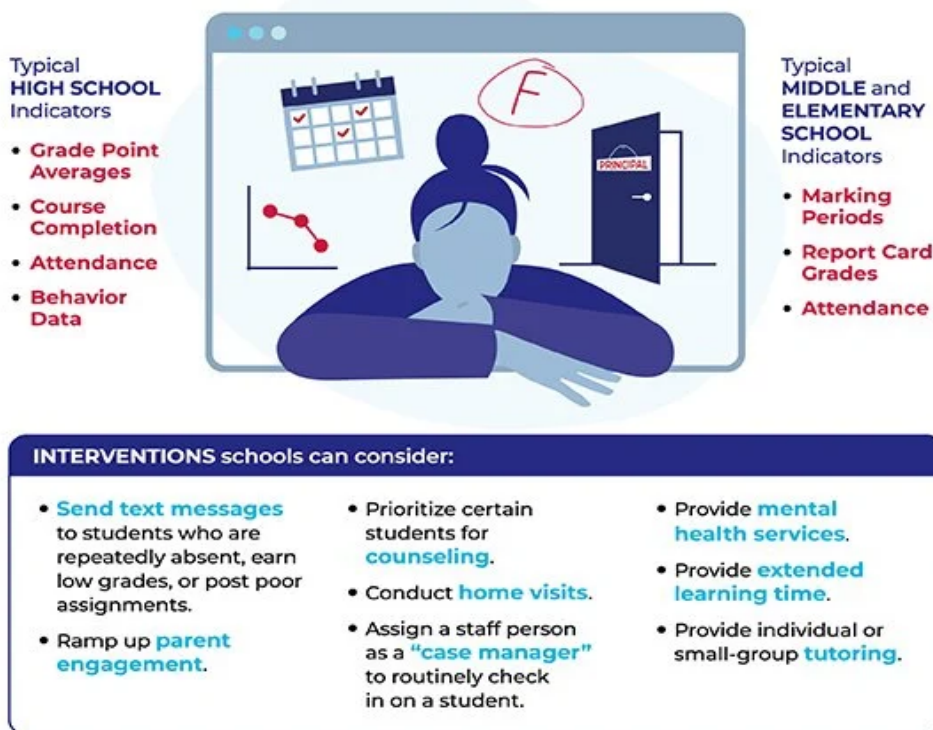 Typical
HIGH SCHOOL
Indicators
• Grade Point
Averages
• Course
Completion
• Attendance
• Behavior
Data
F
PRINCIPAL
Typical
MIDDLE and
ELEMENTARY
SCHOOL
Indicators
• Marking
Periods
• Report Card
Grades
• Attendance
INTERVENTIONS schools can consider:
• Send text messages
to students who are
repeatedly absent, earn
low grades, or post poor
assignments.
• Ramp up parent
engagement.
• Prioritize certain
students for
counseling.
• Conduct home visits.
• Assign a staff person
as a “case manager”
to routinely check
in on a student.
• Provide mental
health services.
• Provide extended
learning time.
• Provide individual or
small-group tutoring.